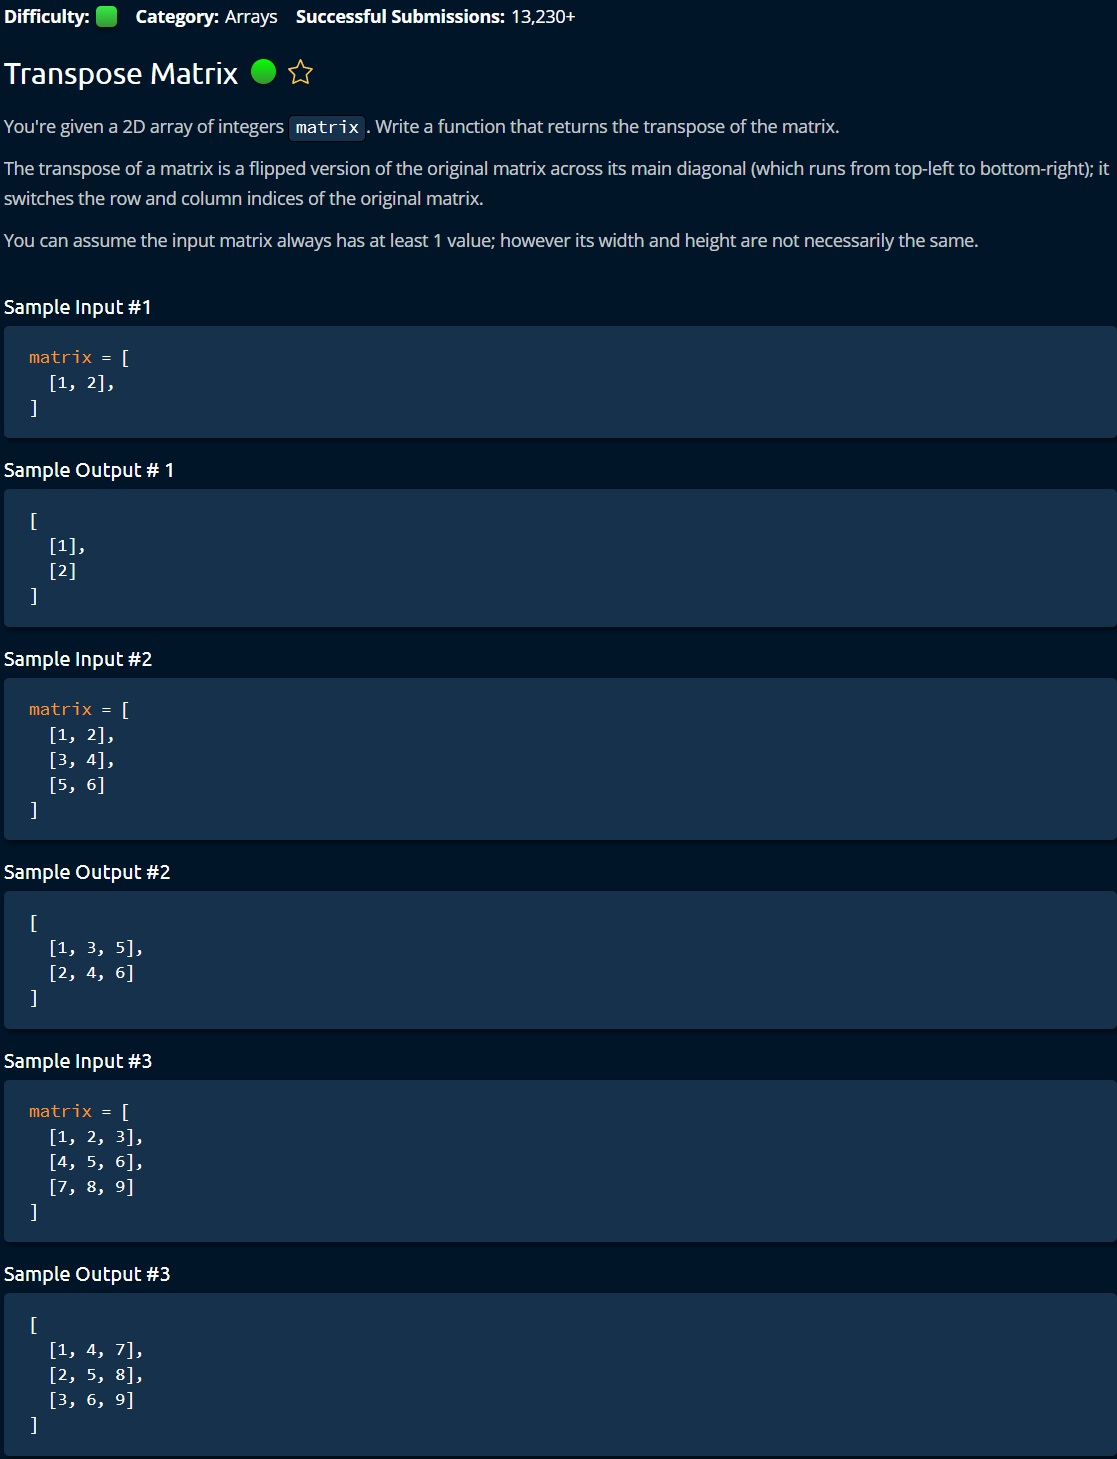 Difficulty: Category: Arrays Successful Submissions: 13,230+
Transpose Matrix
You're given a 2D array of integers matrix. Write a function that returns the transpose of the matrix.
The transpose of a matrix is a flipped version of the original matrix across its main diagonal (which runs from top-left to bottom-right); it
switches the row and column indices of the original matrix.
You can assume the input matrix always has at least 1 value; however its width and height are not necessarily the same.
Sample Input #1
matrix = [
  [1, 2],
]
Sample Output # 1
[
  [1],
  [2]
]
Sample Input #2
matrix = [
  [1, 2],
  [3, 4],
  [5, 6]
]
Sample Output #2
[
  [1, 3, 5],
  [2, 4, 6]
]
Sample Input #3
matrix = [
  [1, 2, 3],
  [4, 5, 6],
  [7, 8, 9]
]
Sample Output #3
[
  [1, 4, 7],
  [2, 5, 8],
  [3, 6, 9]
]